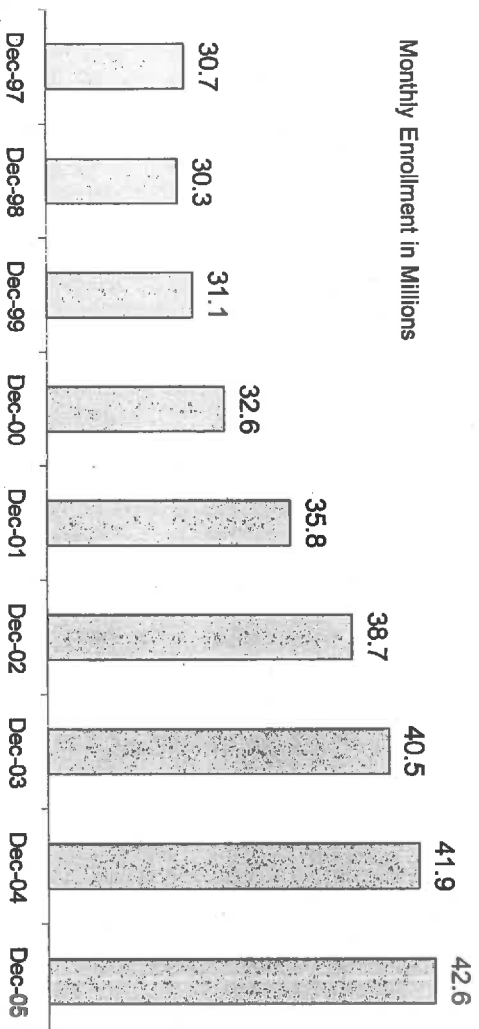 Monthly Enrollment in Millions
30.7
30.3
31.1
32.6
35.8
38.7
40.5
41.9
42.6
Dec-97
Dec-98
Dec-99
Dec-00
Dec-01
Dec-02
Dec-03
Dec-04
Dec-05